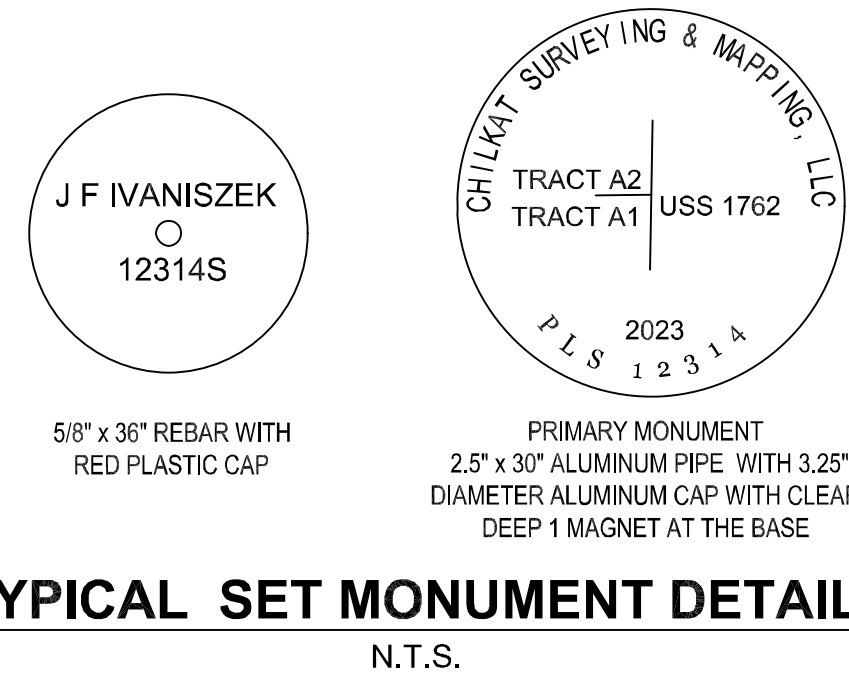 J F IVANISZEK
12314S
5/8" x 36" REBAR WITH
RED PLASTIC CAP
CHILKAT SURVEYING & MAPPING, LLC
TRACT A2
TRACT A1
USS 1762
2023
PLS 12314
PRIMARY MONUMENT
2.5" x 30" ALUMINUM PIPE WITH 3.25"
DIAMETER ALUMINUM CAP WITH CLEAR
DEEP 1 MAGNET AT THE BASE
YPICAL SET MONUMENT DETAIL
N.T.S.